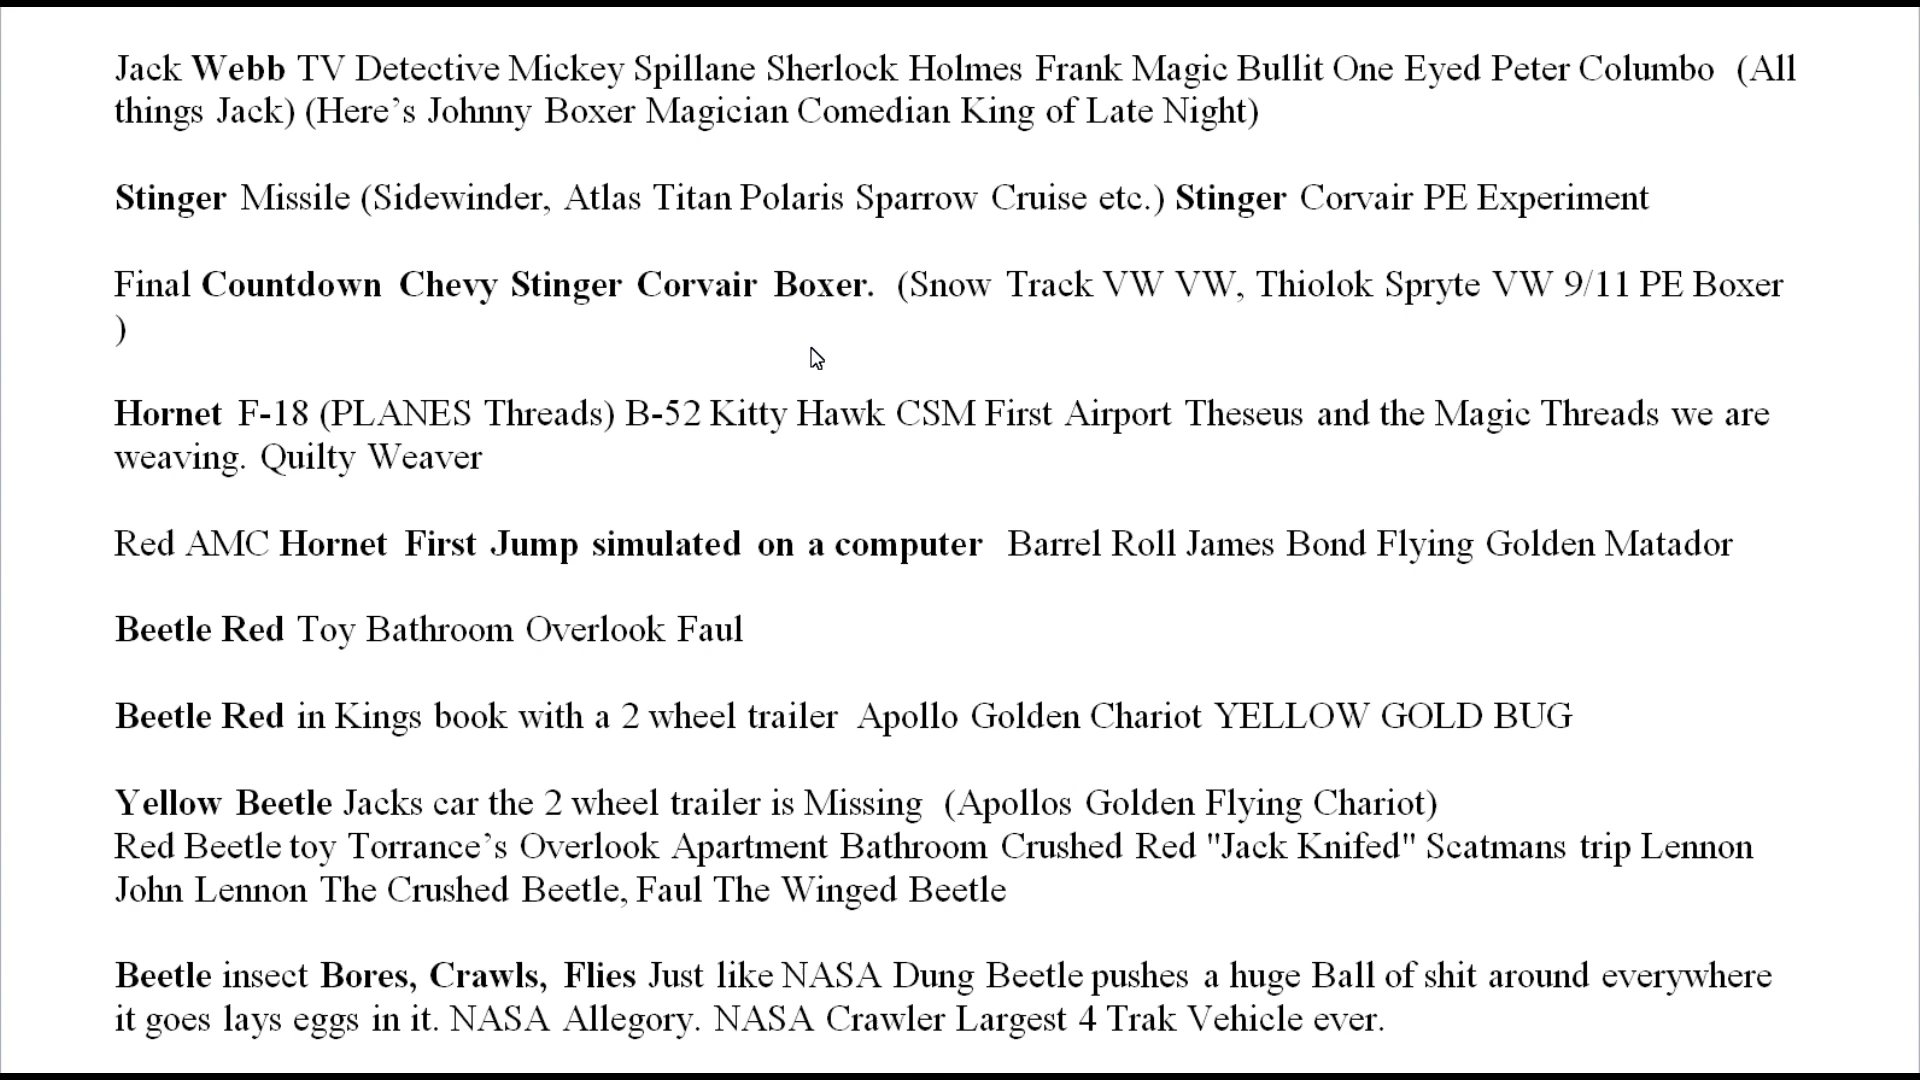 Jack Webb TV Detective Mickey Spillane Sherlock Holmes Frank Magic Bullit One Eyed Peter Columbo (All
things Jack) (Here’s Johnny Boxer Magician Comedian King of Late Night)
Stinger Missile (Sidewinder, Atlas Titan Polaris Sparrow Cruise etc.) Stinger Corvair PE Experiment
Final Countdown Chevy Stinger Corvair Boxer. (Snow Track VW VW, Thiolok Spryte VW 9/11 PE Boxer
)
Hornet F-18 (PLANES Threads) B-52 Kitty Hawk CSM First Airport Theseus and the Magic Threads we are
weaving. Quilty Weaver
Red AMC Hornet First Jump simulated on a computer Barrel Roll James Bond Flying Golden Matador
Beetle Red Toy Bathroom Overlook Faul
Beetle Red in Kings book with a 2 wheel trailer Apollo Golden Chariot YELLOW GOLD BUG
Yellow Beetle Jacks car the 2 wheel trailer is Missing (Apollos Golden Flying Chariot)
Red Beetle toy Torrance’s Overlook Apartment Bathroom Crushed Red "Jack Knifed" Scatmans trip Lennon
John Lennon The Crushed Beetle, Faul The Winged Beetle
Beetle insect Bores, Crawls, Flies Just like NASA Dung Beetle pushes a huge Ball of shit around everywhere
it goes lays eggs in it. NASA Allegory. NASA Crawler Largest 4 Trak Vehicle ever.